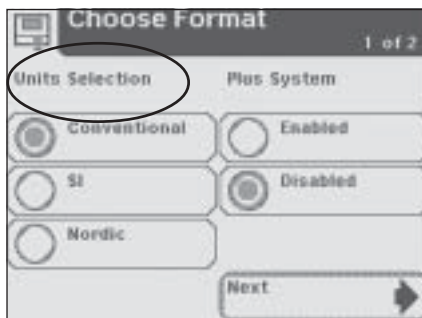 Choose Format
1 of 2
Units Selection
Plus System
Conventional
Enabled
SI
Disabled
Nordic
Next